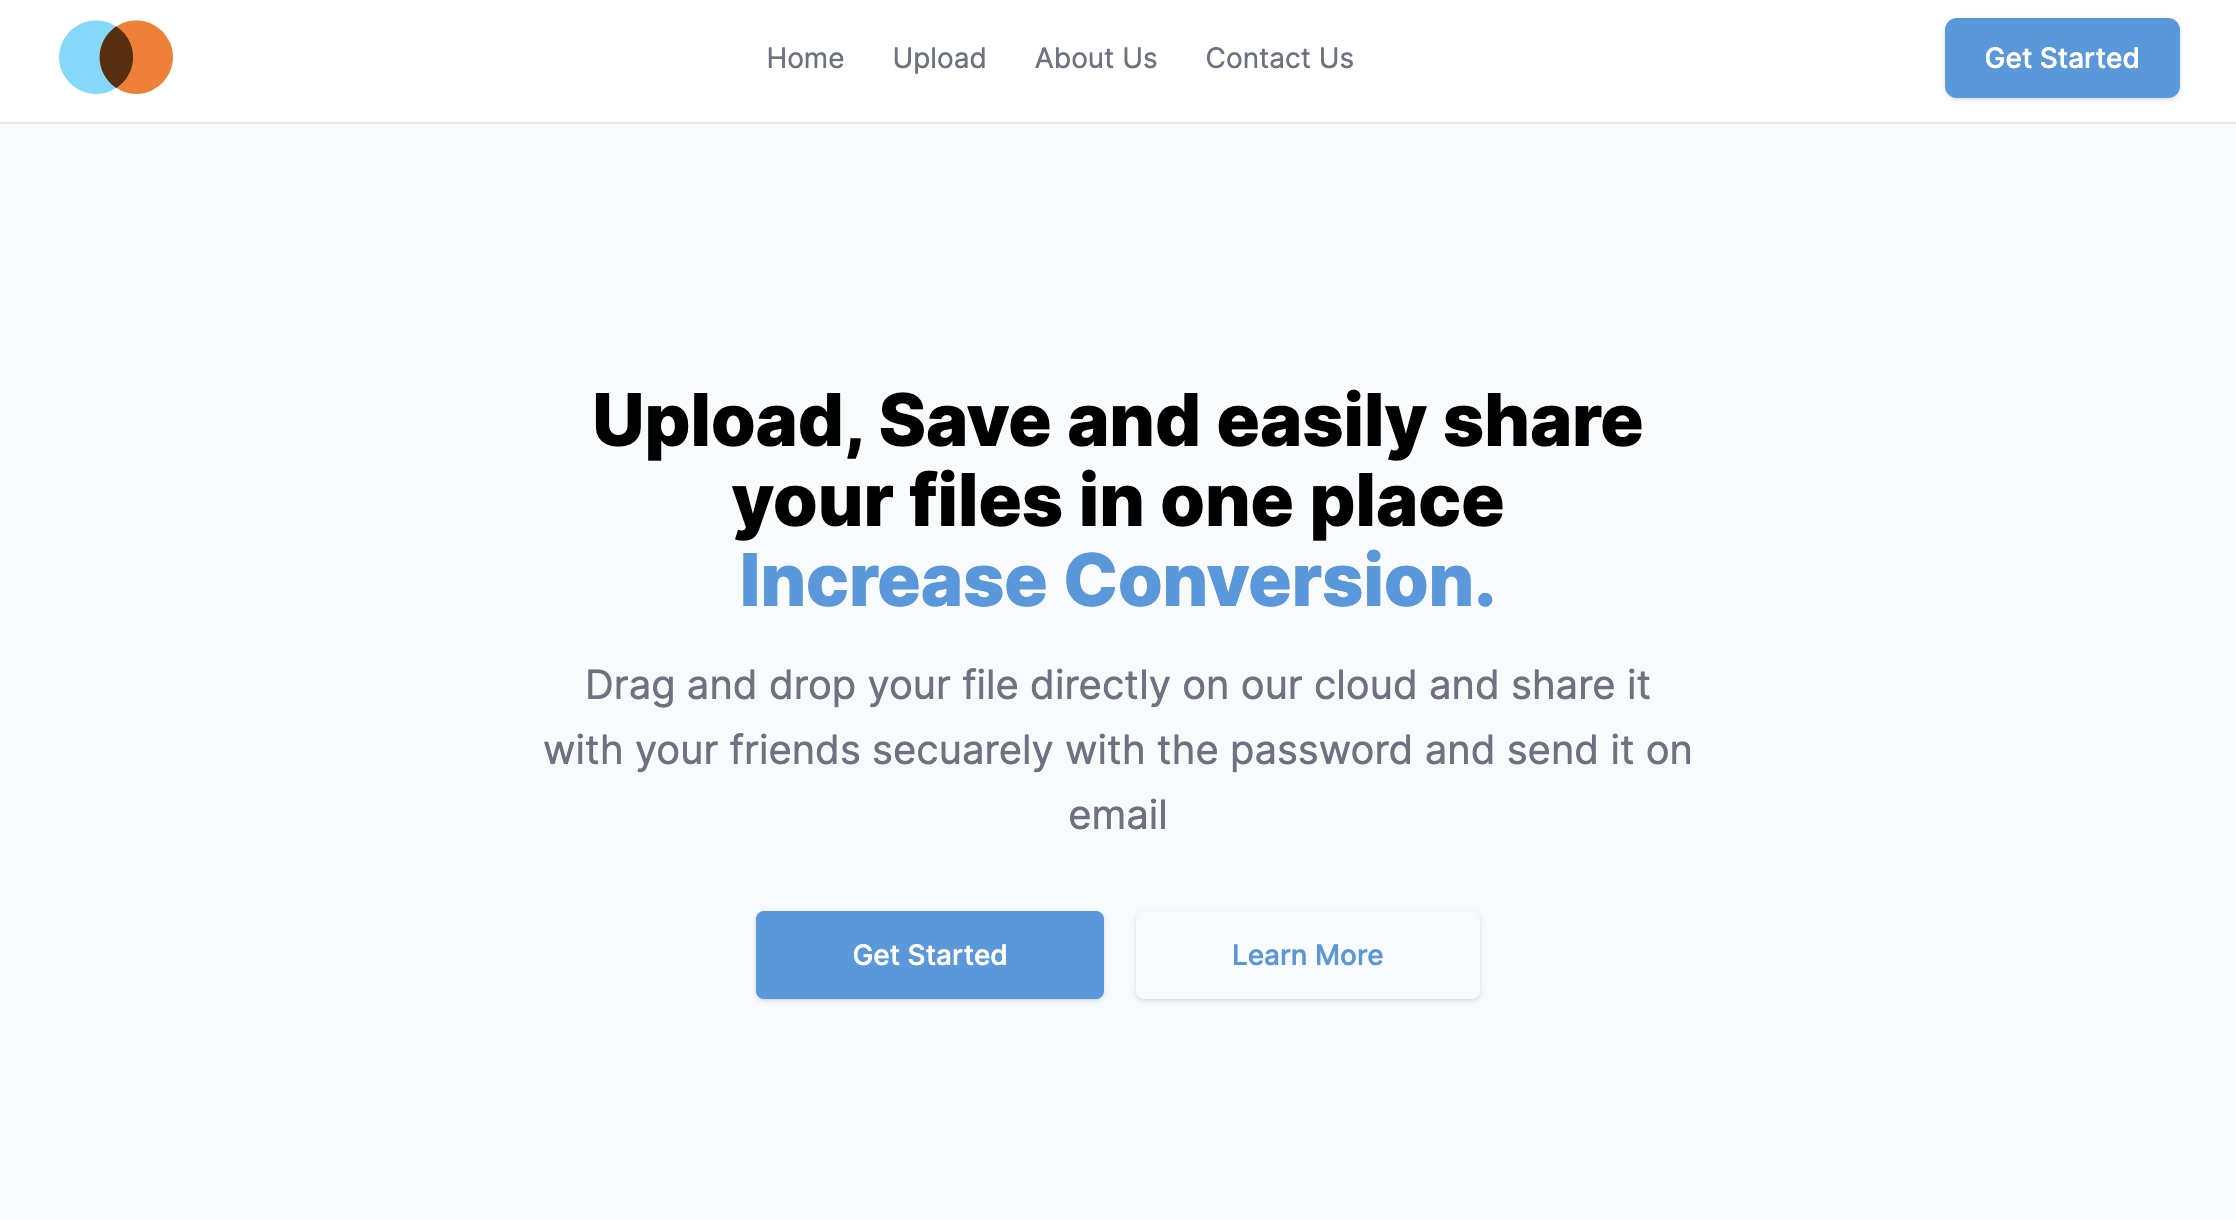 Home Upload About Us Contact Us Get Started
Upload, Save and easily share
your files in one place
Increase Conversion.
Drag and drop your file directly on our cloud and share it
with your friends secuarely with the password and send it on
email
Get Started Learn More